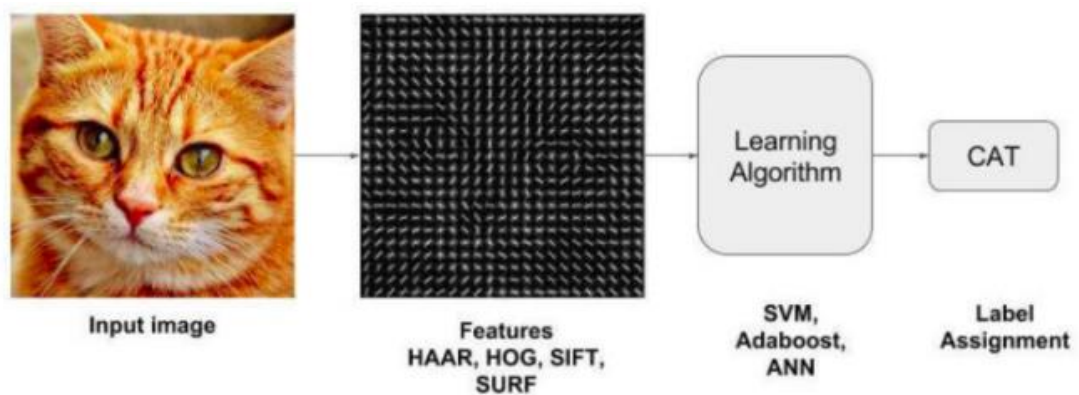 Learning
Algorithm
CAT
Input image
Features
HAAR, HOG, SIFT,
SURF
SVM,
Adaboost,
ANN
Label
Assignment